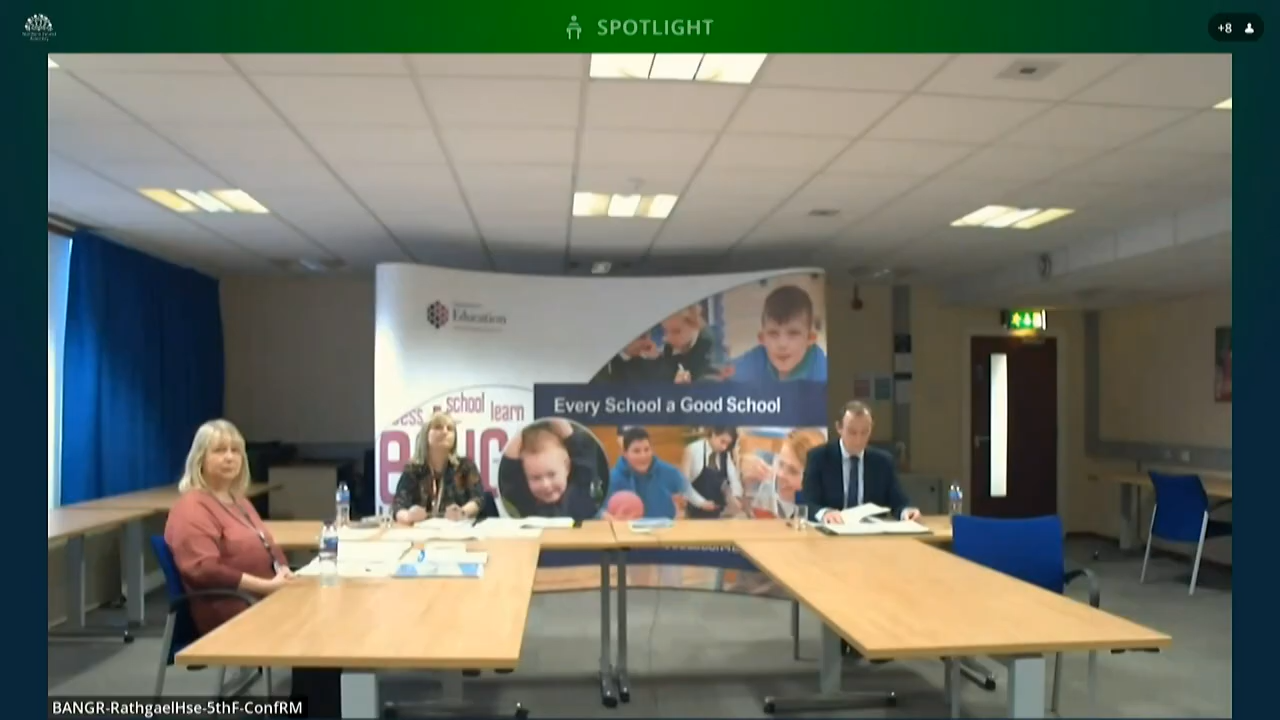 SPOTLIGHT
+8
Education
Every School a Good School
school
learn
BANGR-RathgaelHse-5thF-ConfRM